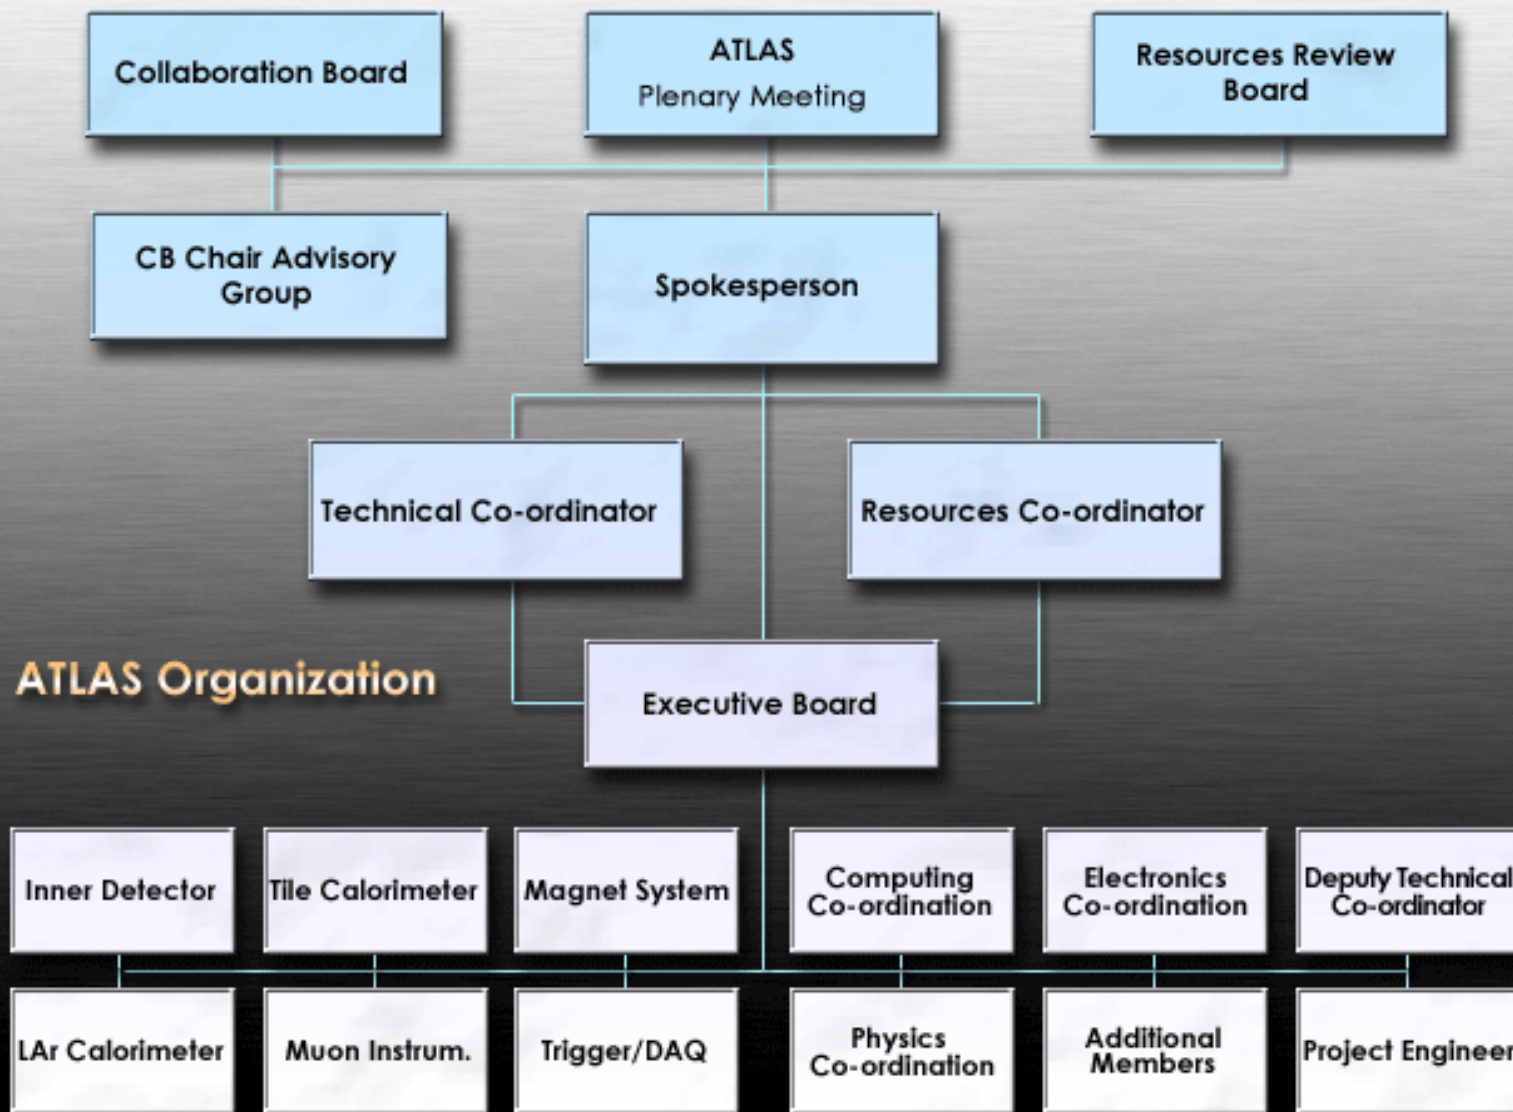 Collaboration Board
ATLAS
Plenary Meeting
Resources Review
Board
CB Chair Advisory
Group
Spokesperson
Technical Co-ordinator
Resources Co-ordinator
ATLAS Organization
Executive Board
Inner Detector
Tile Calorimeter
Magnet System
Computing
Co-ordination
Electronics
Co-ordination
Deputy Technical
Co-ordinator
LAr Calorimeter
Muon Instrum.
Trigger/DAQ
Physics
Co-ordination
Additional
Members
Project Engineer